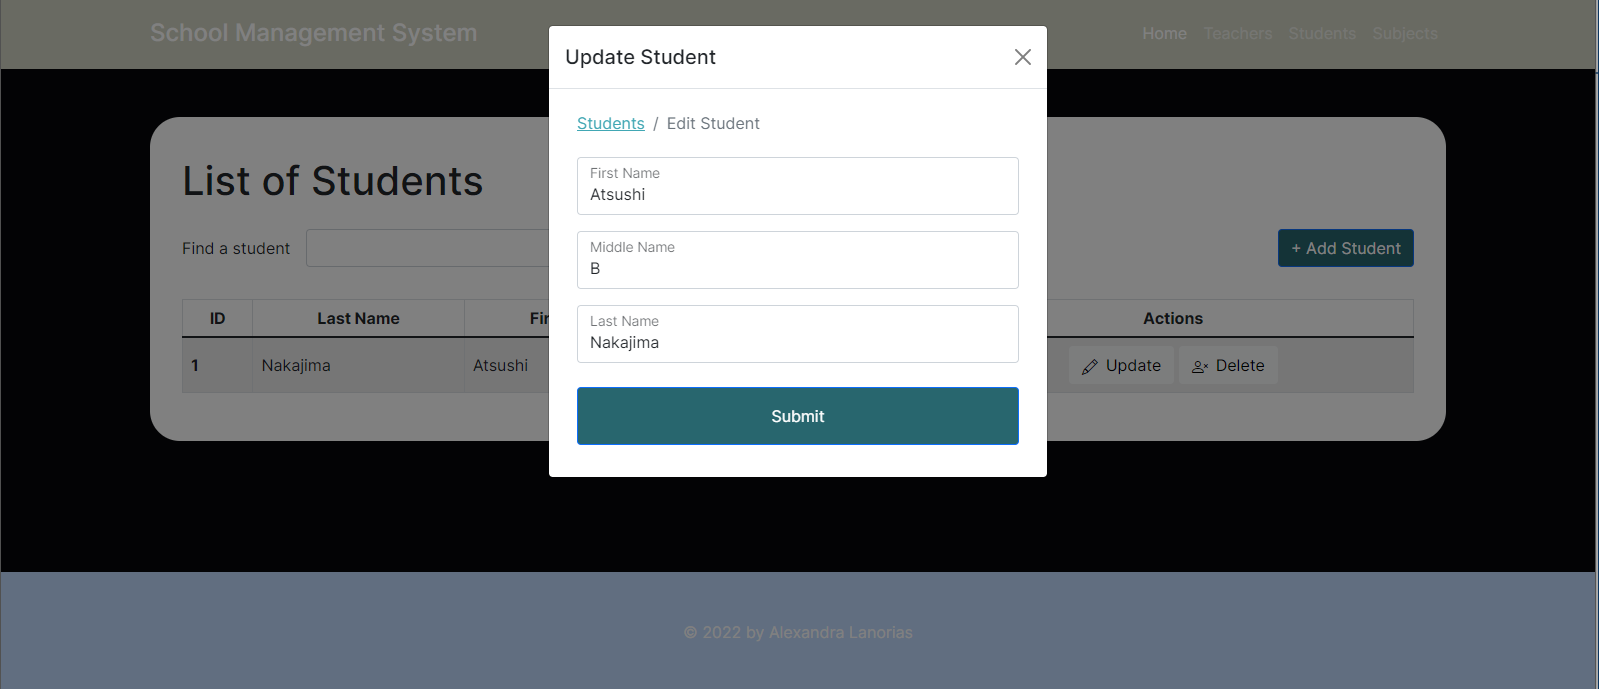 School Management System
Home Teachers Students Subjects
Update Student
Students / Edit Student
First Name
Atsushi
Middle Name
B
Last Name
Nakajima
Submit
List of Students
Find a student
+ Add Student
ID Last Name Fir Actions
1 Nakajima Atsushi Update Delete
© 2022 by Alexandra Lanorias